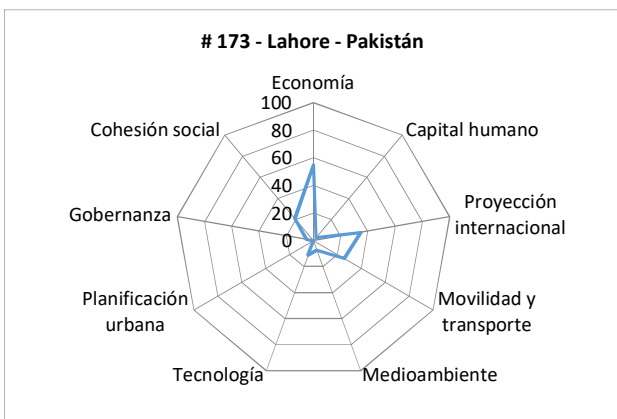 # 173 - Lahore - Pakistán
Economía
100
80
60
40
20
0
Capital humano
Proyección
internacional
Movilidad y
transporte
Medioambiente
Tecnología
Planificación
urbana
Gobernanza
Cohesión social